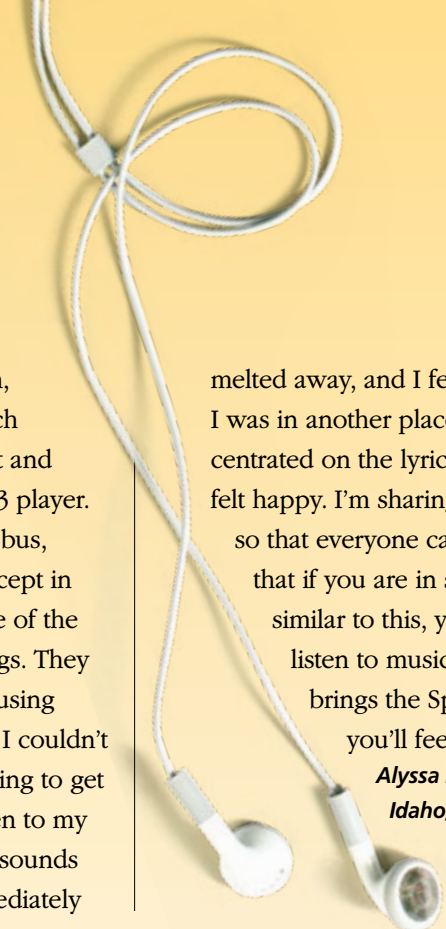 ch
t and
3 player.
bus,
cept in
e of the
gs. They
using
I couldn't
ing to get
en to my
sounds
ediately
melted away, and I fe
I was in another plac
centrated on the lyric
felt happy. I'm sharin
so that everyone ca
that if you are in s
similar to this, y
listen to music
brings the Sp
you'll fee
Alyssa
Idaho,